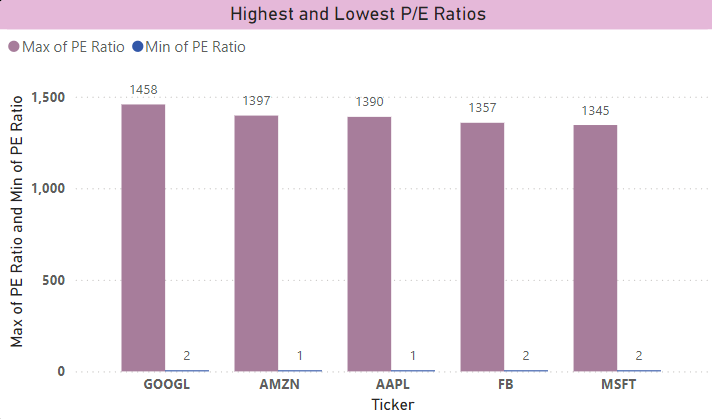 Highest and Lowest P/E Ratios
Max of PE Ratio Min of PE Ratio
Max of PE Ratio and Min of PE Ratio
1,500
1,000
500
0
1458
1397
1390
1357
1345
2
1
1
2
2
GOOGL AMZN AAPL FB MSFT
Ticker